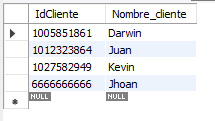 IdCliente Nombre_cliente
1005851861 Darwin
1012323864 Juan
1027582949 Kevin
6666666666 Jhoan
NULL NULL